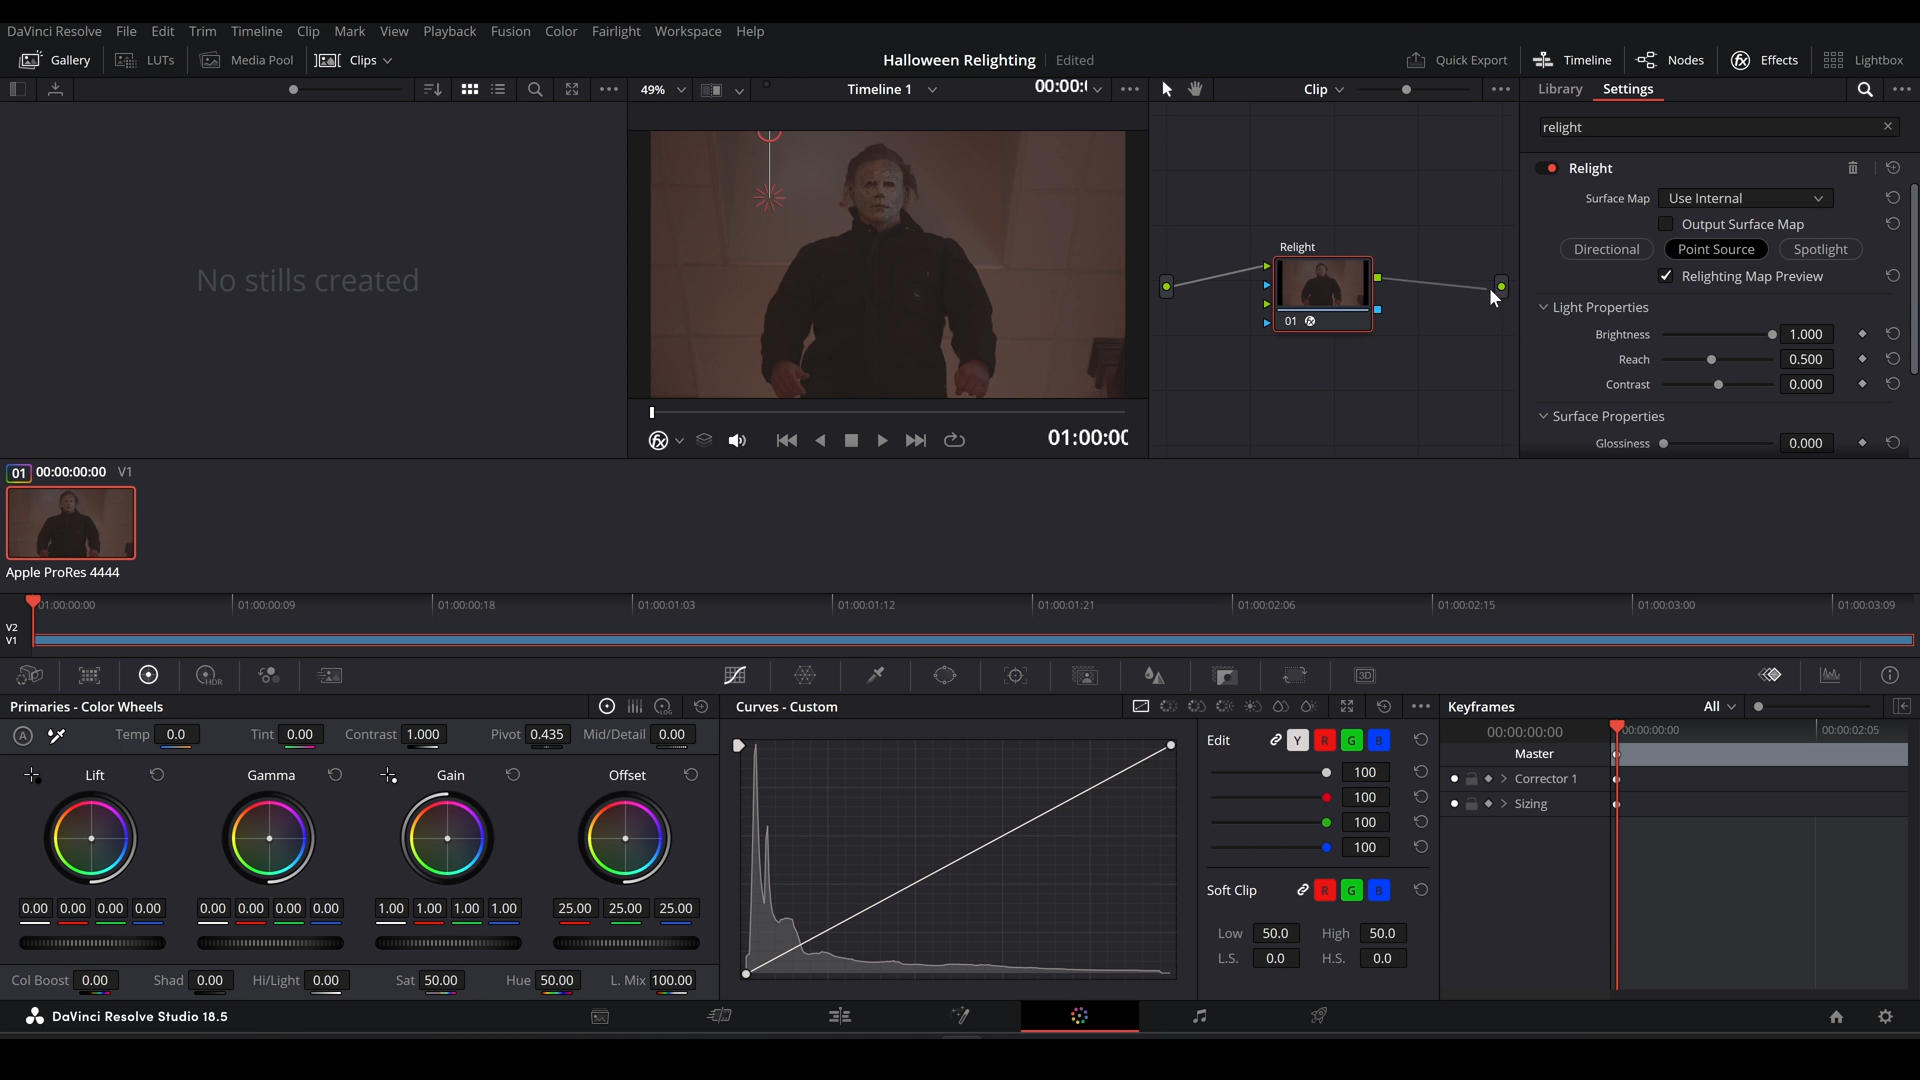 DaVinci Resolve File Edit Trim Timeline Clip Mark View Playback Fusion Color Fairlight Workspace Help
Gallery LUTs Media Pool Clips Halloween Relighting Edited Quick Export Timeline Nodes Effects Lightbox
49% Timeline 1 00:00:( Clip Library Settings
relight
Relight
Surface Map Use Internal
Output Surface Map
Directional Point Source Spotlight
Relighting Map Preview
Light Properties
Brightness 1.000
Reach 0.500
Contrast 0.000
Surface Properties
Glossiness 0.000
No stills created
Relight
01
01:00:00
01 00:00:00:00 V1
Apple ProRes 4444
01:00:00:00 01:00:00:09 01:00:00:18 01:00:01:03 01:00:01:12 01:00:01:21 01:00:02:06 01:00:02:15 01:00:03:00 01:00:03:09
V2
V1
HDR 3D
Primaries - Color Wheels LOG
A Temp 0.0 Tint 0.00 Contrast 1.000 Pivot 0.435 Mid/Detail 0.00
Lift Gamma Gain Offset
0.00 0.00 0.00 0.00 0.00 0.00 0.00 0.00 1.00 1.00 1.00 1.00 25.00 25.00 25.00
Col Boost 0.00 Shad 0.00 Hi/Light 0.00 Sat 50.00 Hue 50.00 L. Mix 100.00
Curves - Custom
Edit Y R G B
100
100
100
100
Soft Clip R G B
Low 50.0 High 50.0
L.S. 0.0 H.S. 0.0
Keyframes All
00:00:00:00 00:00:00:00 00:00:02:05
Master
Corrector 1
Sizing
DaVinci Resolve Studio 18.5